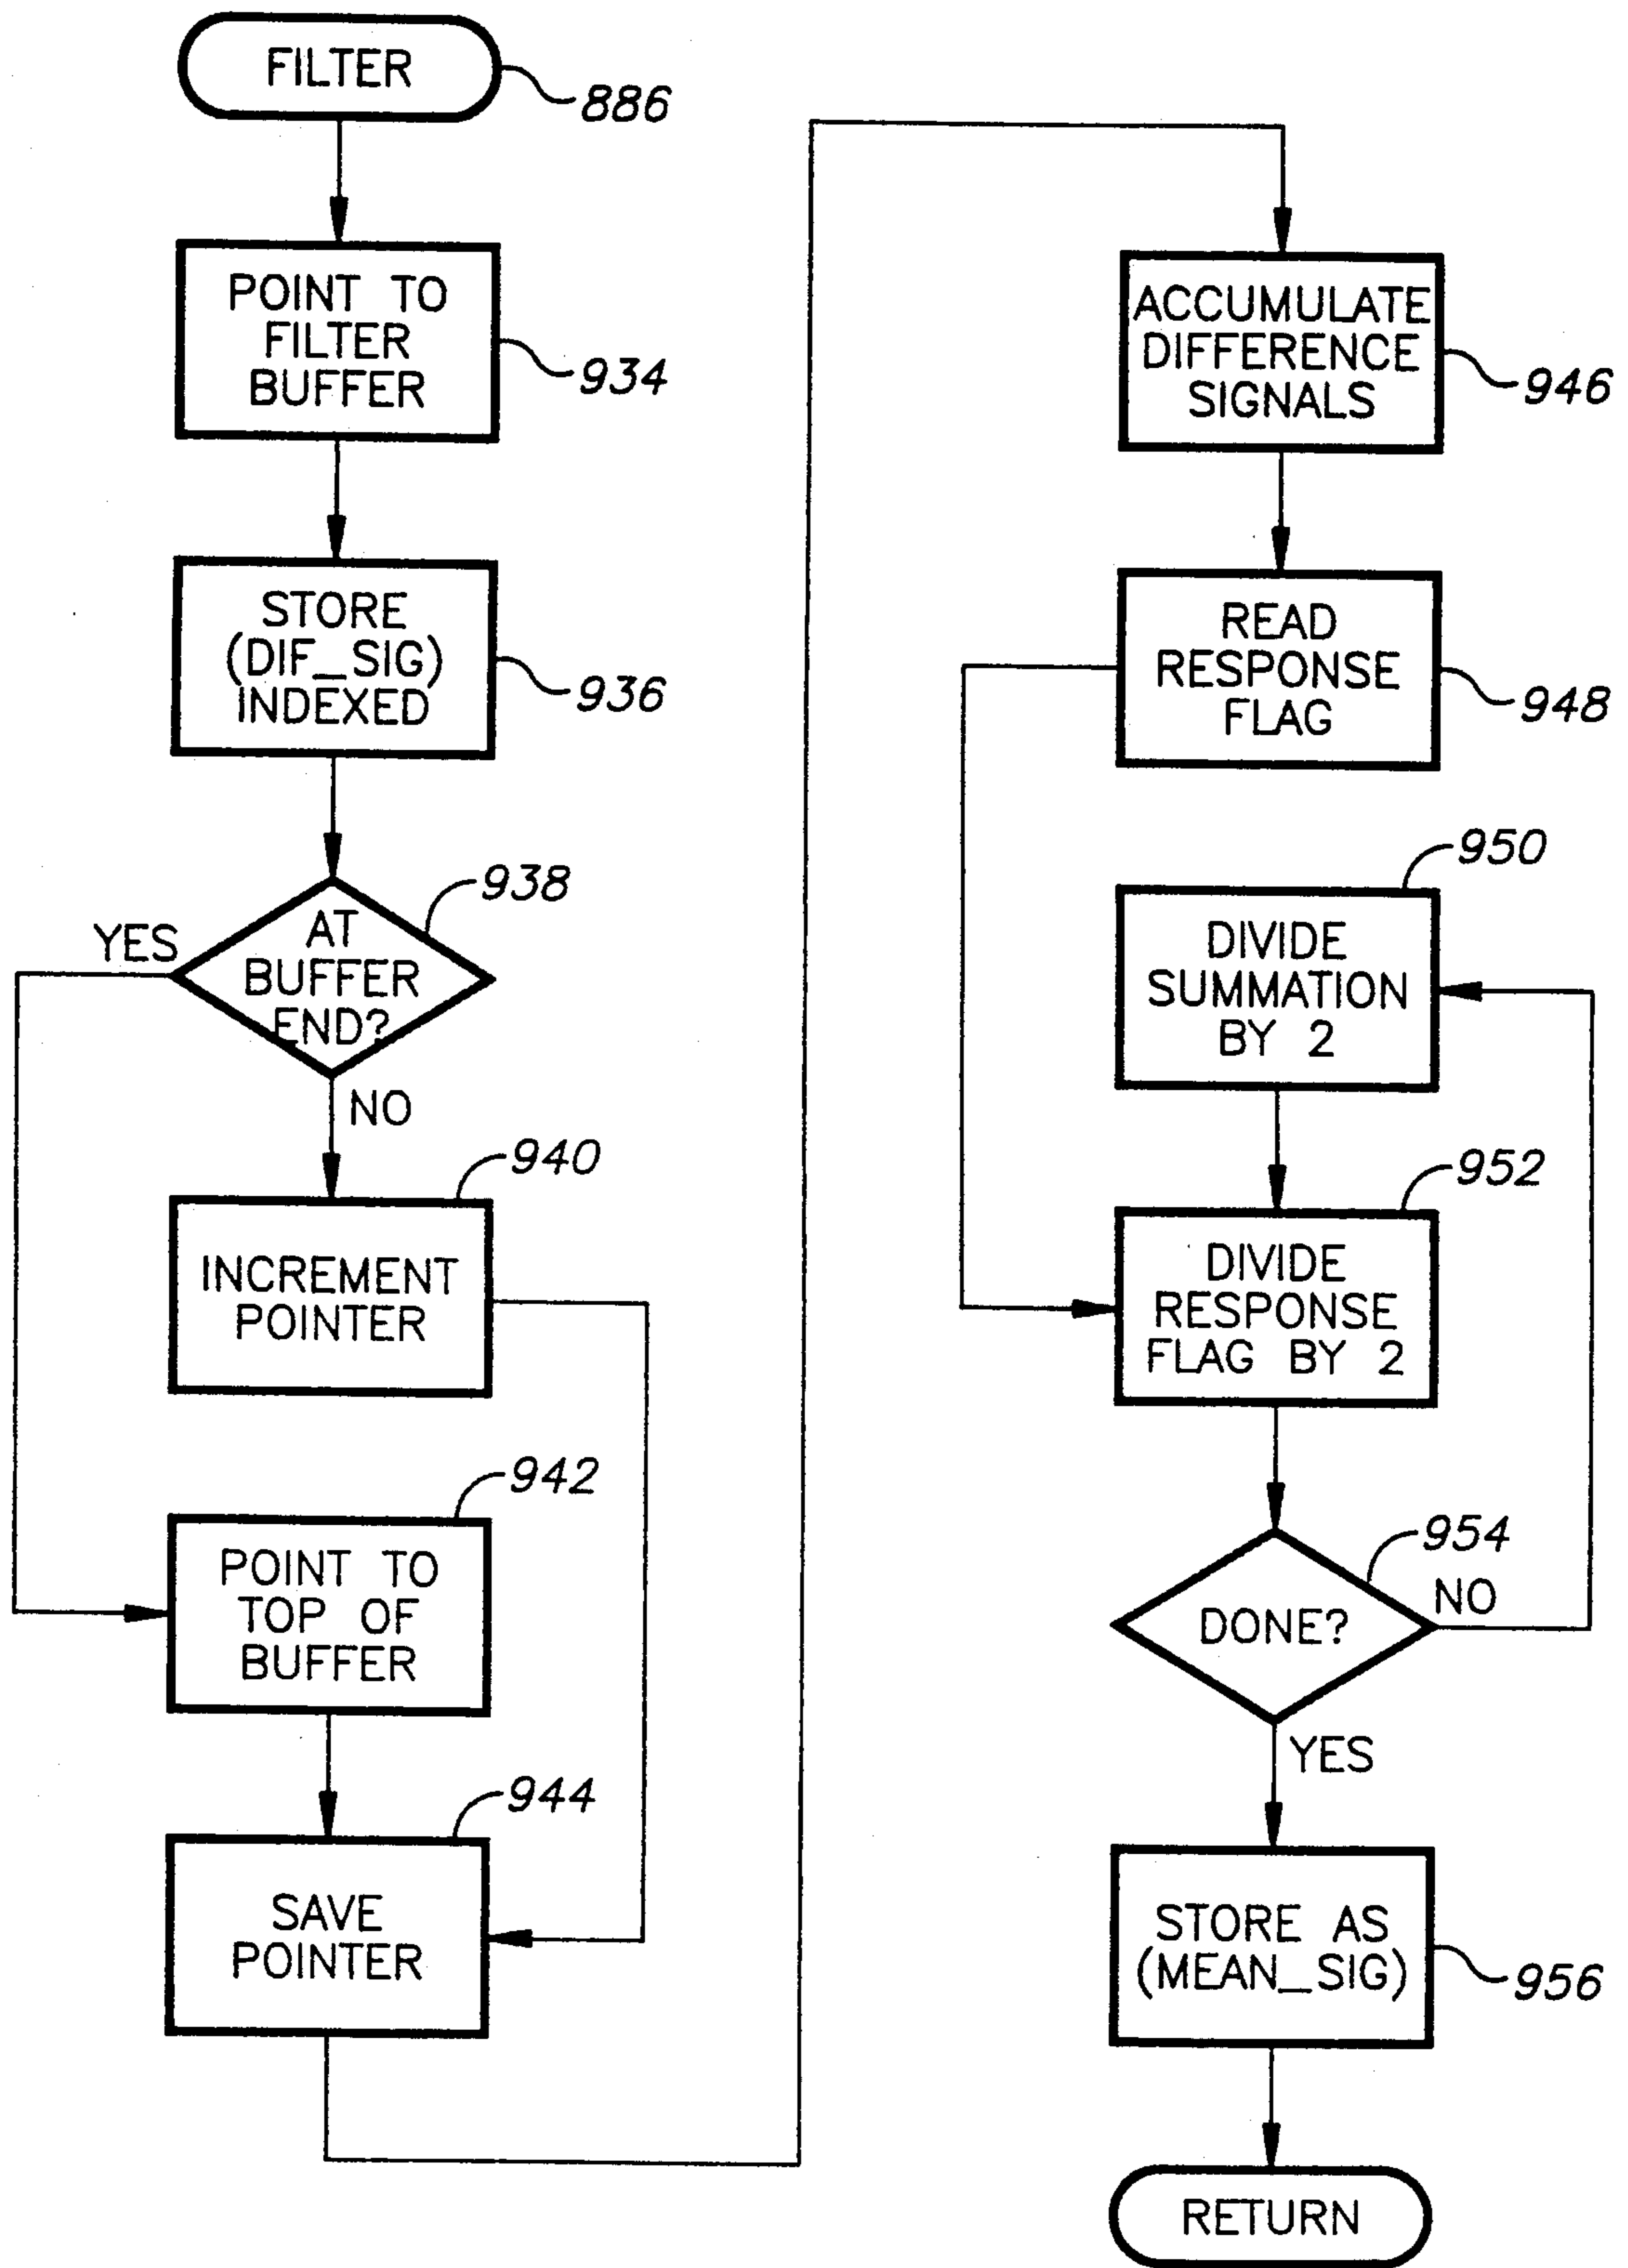 FILTER
886
POINT TO
FILTER
BUFFER
934
STORE
(DIF_SIG)
INDEXED
936
938
YES
AT
BUFFER
END?
NO
940
INCREMENT
POINTER
942
POINT TO
TOP OF
BUFFER
944
SAVE
POINTER
ACCUMULATE
DIFFERENCE
SIGNALS
946
READ
RESPONSE
FLAG
948
950
DIVIDE
SUMMATION
BY 2
952
DIVIDE
RESPONSE
FLAG BY 2
954
DONE?
NO
YES
STORE AS
(MEAN_SIG)
956
RETURN